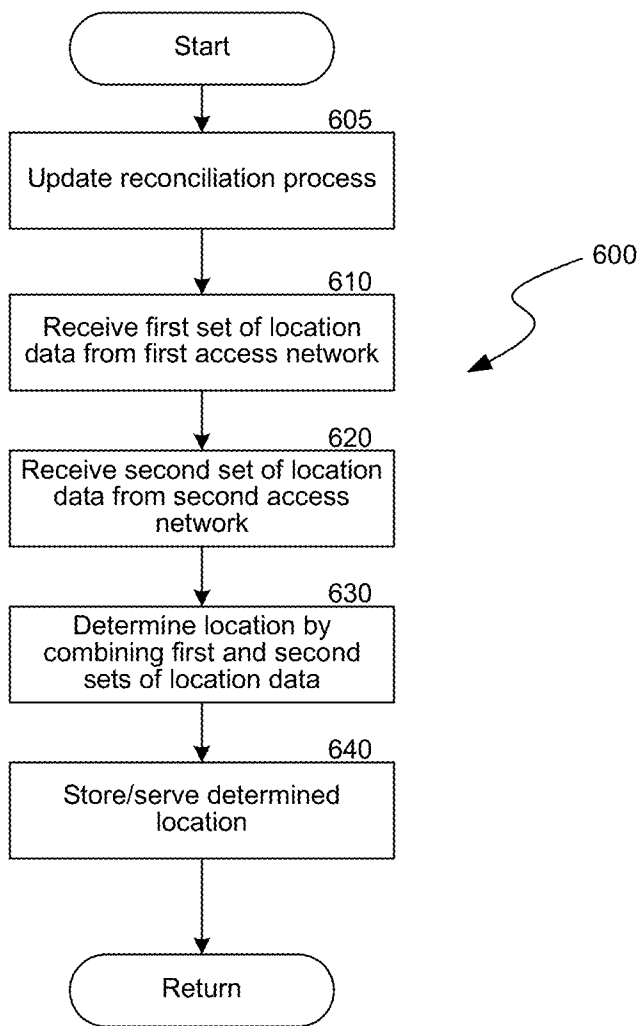 Start
605
Update reconciliation process
600
610
Receive first set of location
data from first access network
620
Receive second set of location
data from second access
network
630
Determine location by
combining first and second
sets of location data
640
Store/serve determined
location
Return